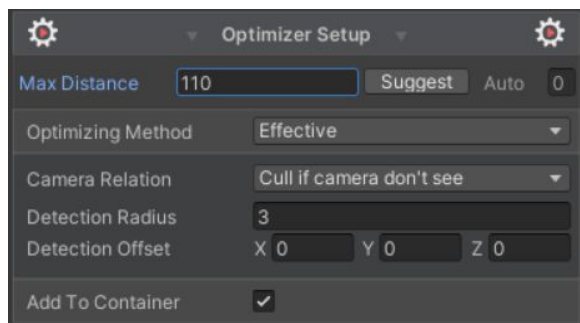 Optimizer Setup
Max Distance 110 Suggest Auto 0
Optimizing Method Effective
Camera Relation Cull if camera don't see
Detection Radius 3
Detection Offset X 0 Y 0 Z 0
Add To Container